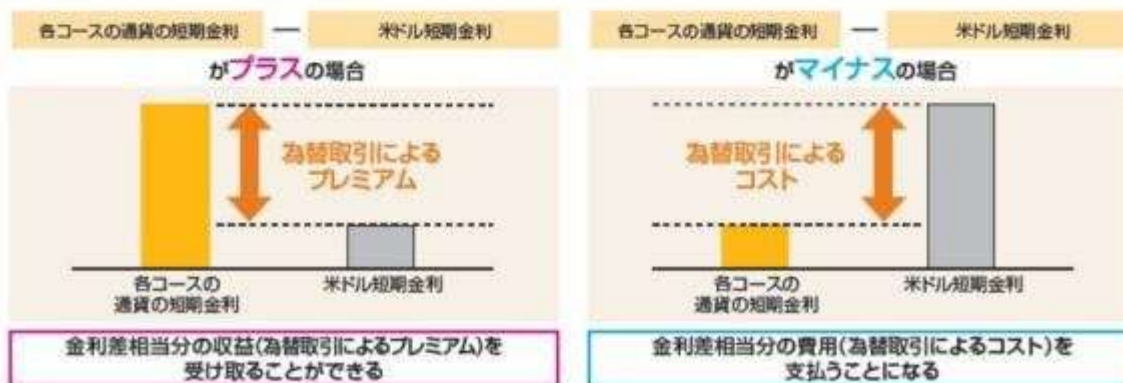 各コースの通貨の短期金利 ー 米ドル短期金利
がプラスの場合
為替取引による
プレミアム
各コースの
通貨の短期金利
米ドル短期金利
金利差相当分の収益(為替取引によるプレミアム)を
受け取ることができる
各コースの通貨の短期金利 ー 米ドル短期金利
がマイナスの場合
為替取引による
コスト
各コースの
通貨の短期金利
米ドル短期金利
金利差相当分の費用(為替取引によるコスト)を
支払うことになる